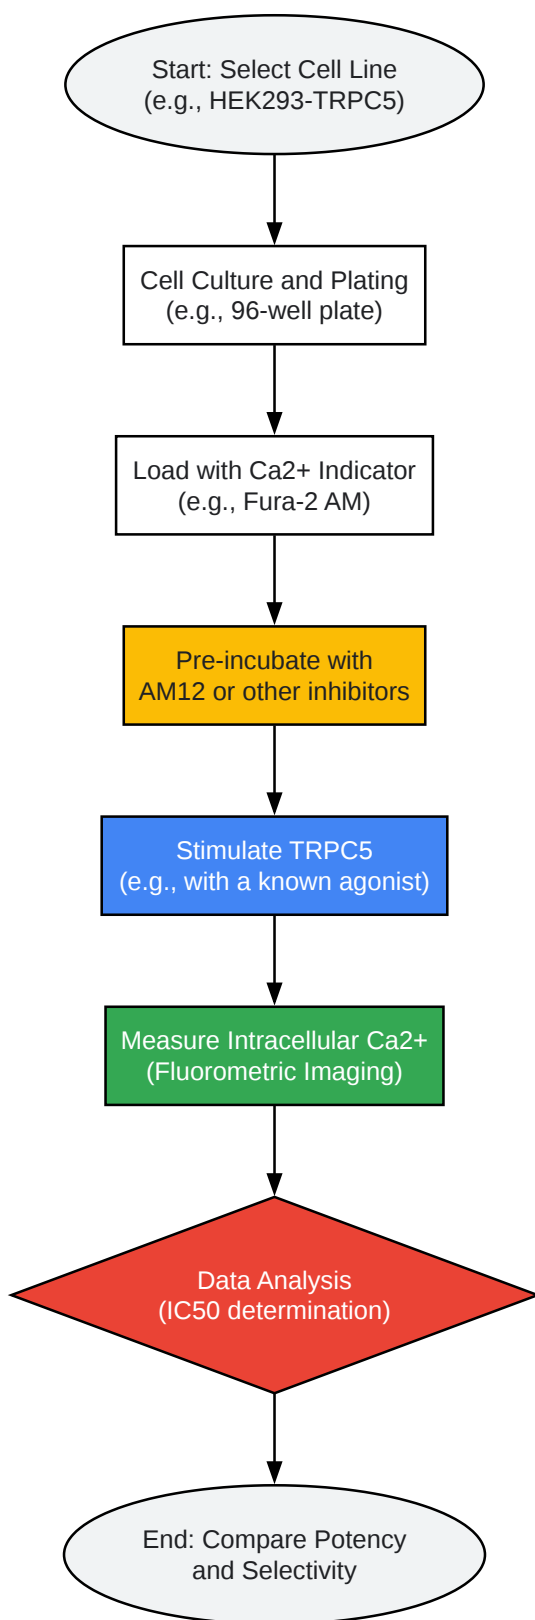 Start: Select Cell Line
(e.g., HEK293-TRPC5)
Cell Culture and Plating
(e.g., 96-well plate)
Load with Ca2+ Indicator
(e.g., Fura-2 AM)
Pre-incubate with
AM12 or other inhibitors
Stimulate TRPC5
(e.g., with a known agonist)
Measure Intracellular Ca2+
(Fluorometric Imaging)
Data Analysis
(IC50 determination)
End: Compare Potency
and Selectivity